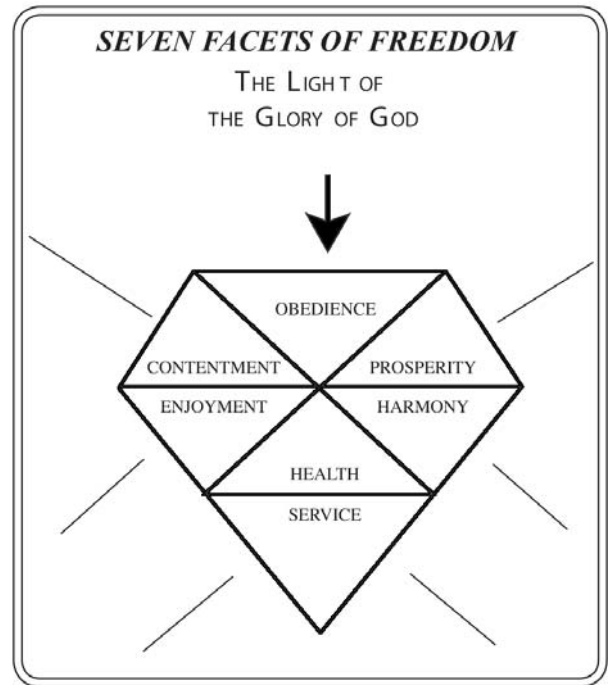 SEVEN FACETS OF FREEDOM
THE LIGHT OF
THE GLORY OF GOD
OBEDIENCE
CONTENTMENT PROSPERITY
ENJOYMENT HARMONY
HEALTH
SERVICE